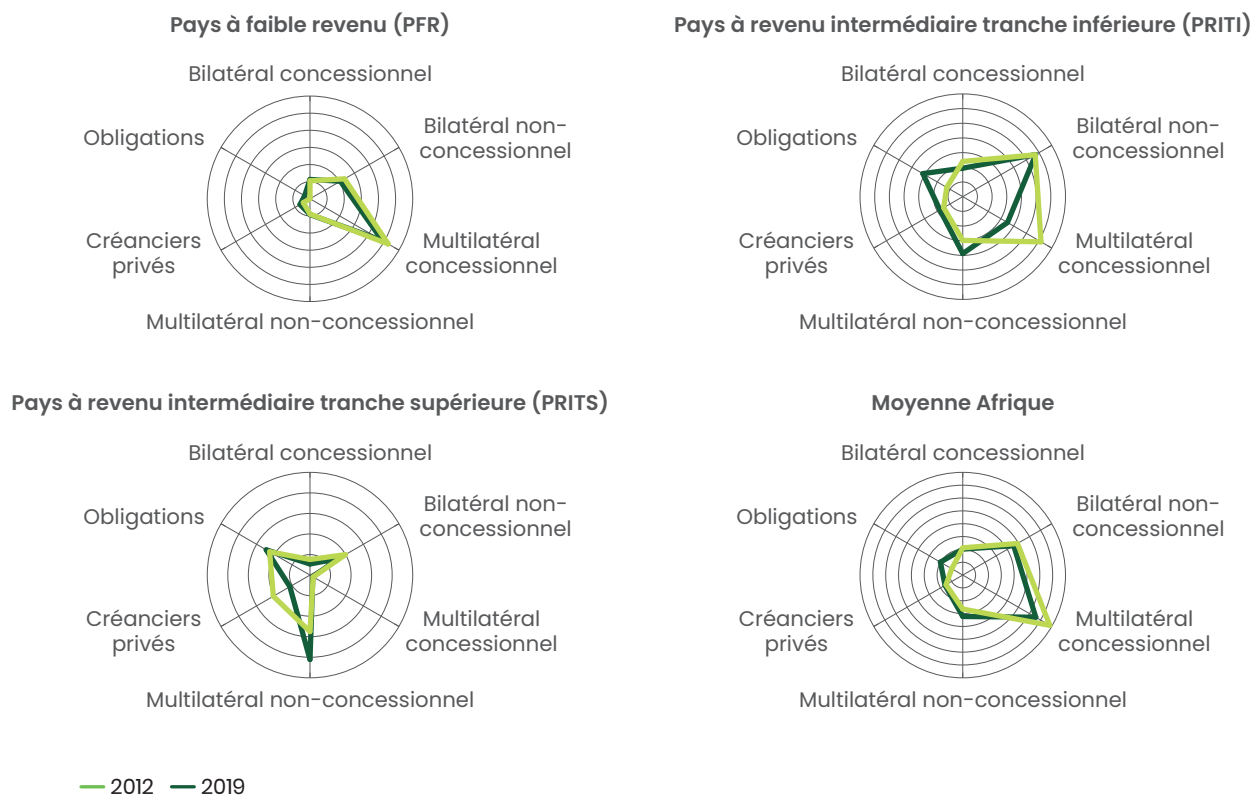 Pays à faible revenu (PFR)
Bilatéral concessionnel
Obligations
Bilatéral non-
concessionnel
Créanciers
privés
Multilatéral
concessionnel
Multilatéral non-concessionnel
Pays à revenu intermédiaire tranche inférieure (PRITI)
Bilatéral concessionnel
Obligations
Bilatéral non-
concessionnel
Créanciers
privés
Multilatéral
concessionnel
Multilatéral non-concessionnel
Pays à revenu intermédiaire tranche supérieure (PRITS)
Bilatéral concessionnel
Obligations
Bilatéral non-
concessionnel
Créanciers
privés
Multilatéral
concessionnel
Multilatéral non-concessionnel
Moyenne Afrique
Bilatéral concessionnel
Obligations
Bilatéral non-
concessionnel
Créanciers
privés
Multilatéral
concessionnel
Multilatéral non-concessionnel
2012 2019